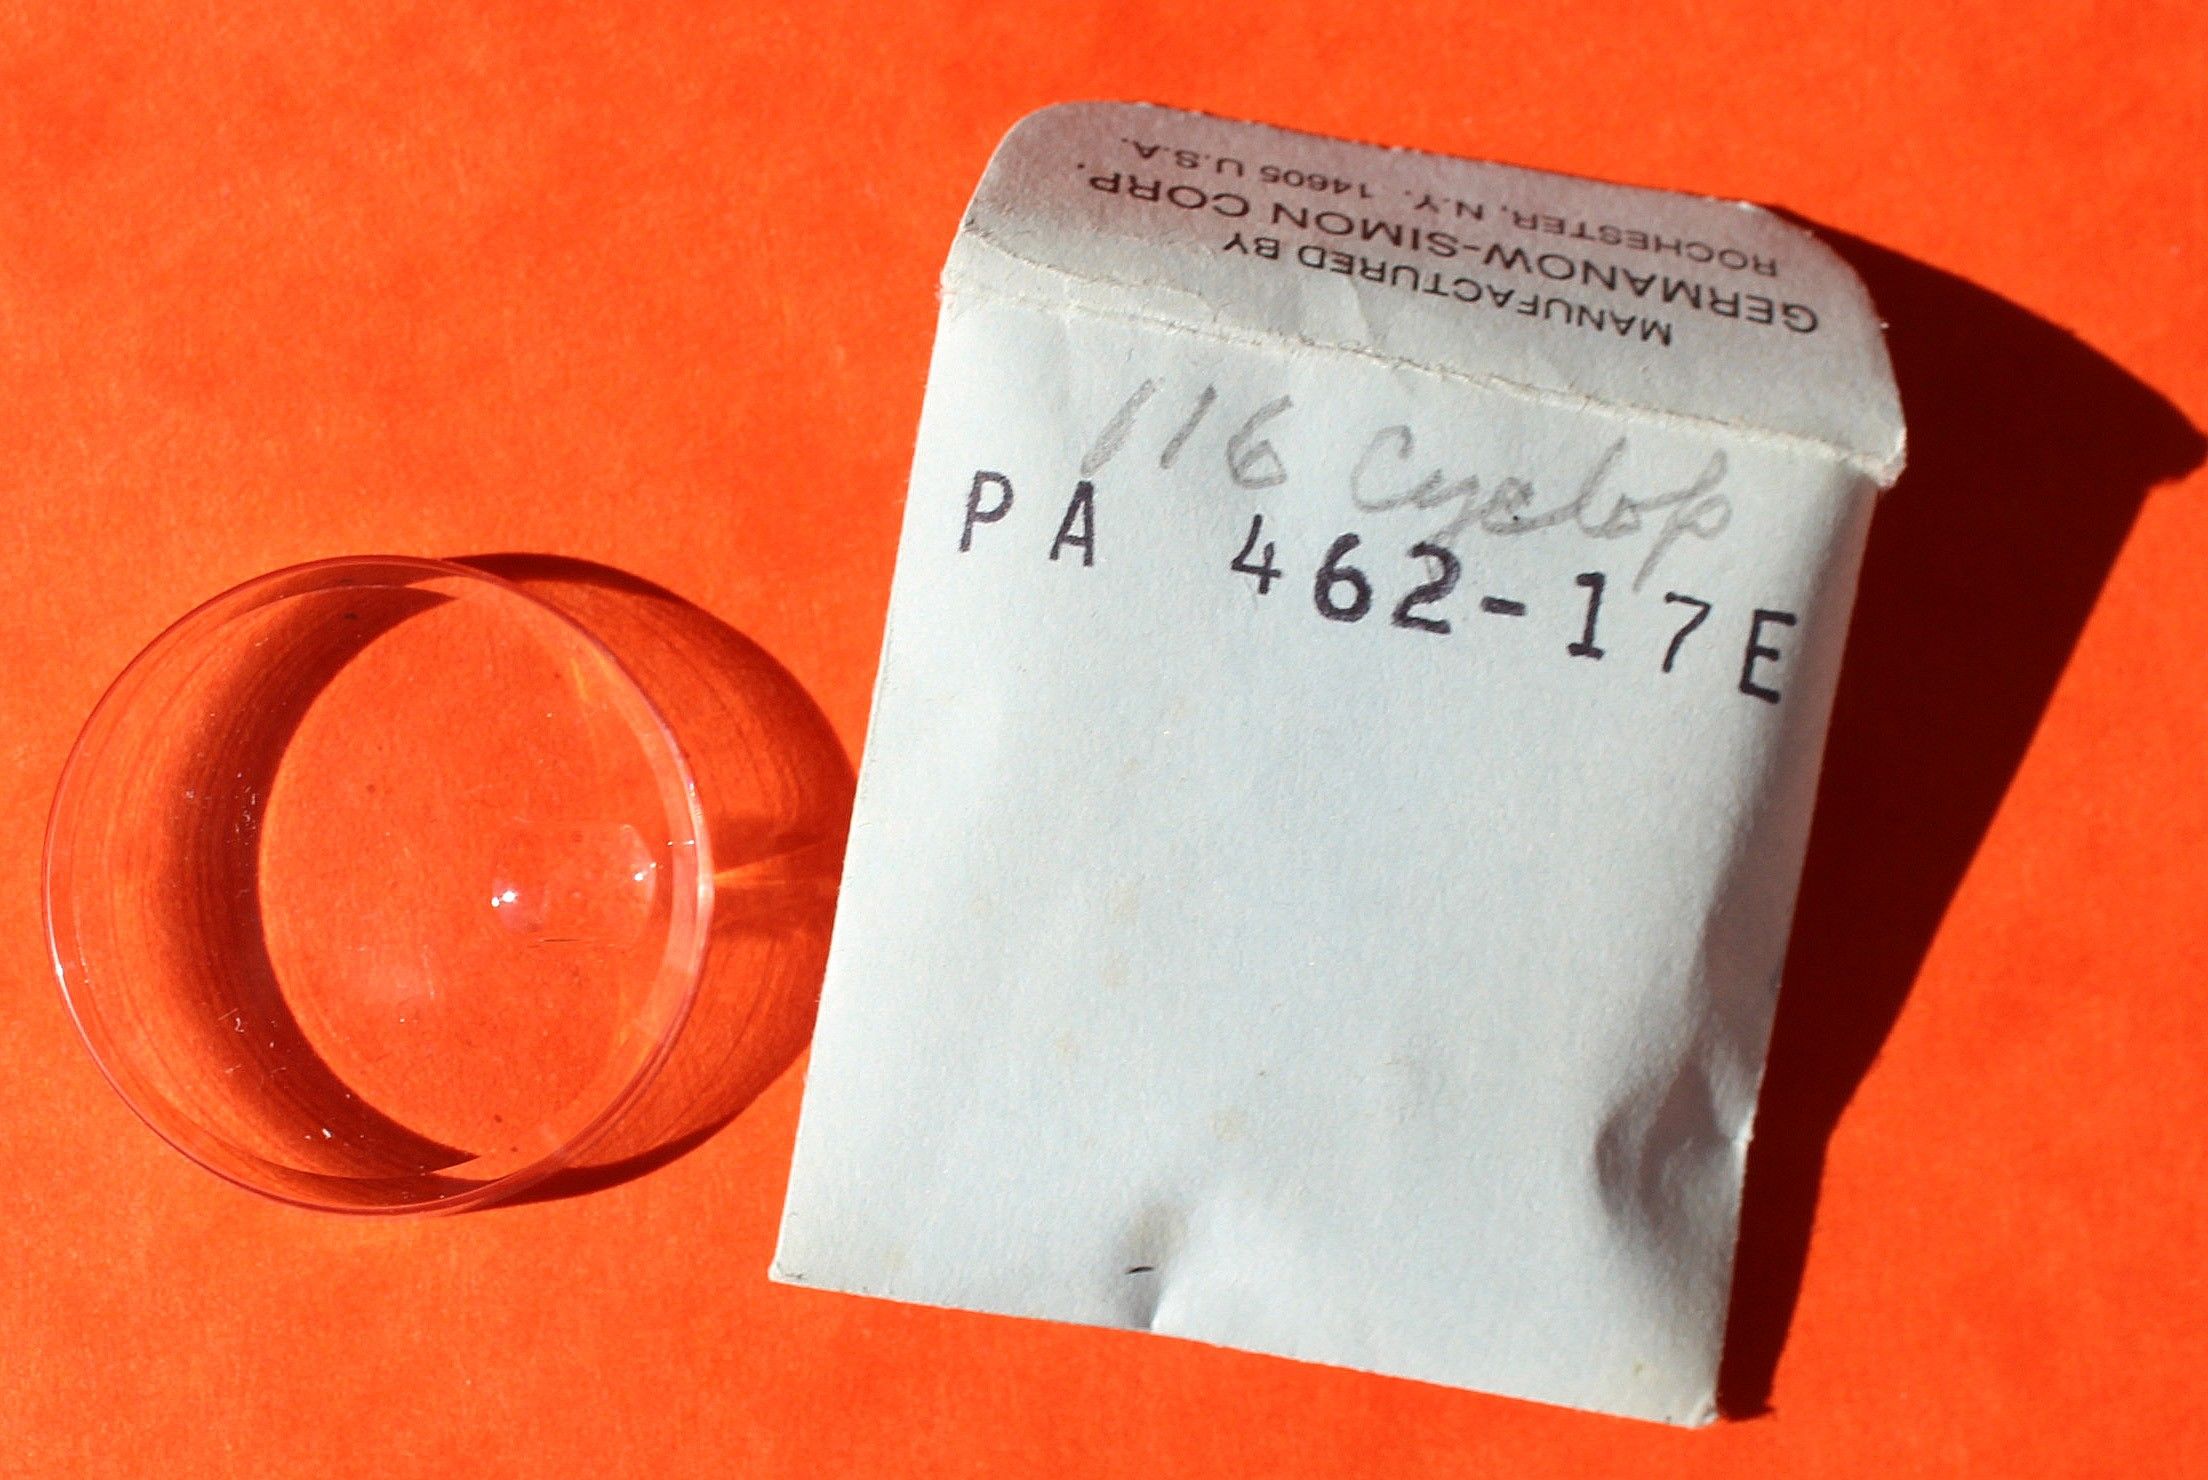 MANUFACTURED BY
GERMANOW-SIMON CORP.
ROCHESTER, N.Y. 14605 U.S.A.
116 Cyclop
PA 462-17E